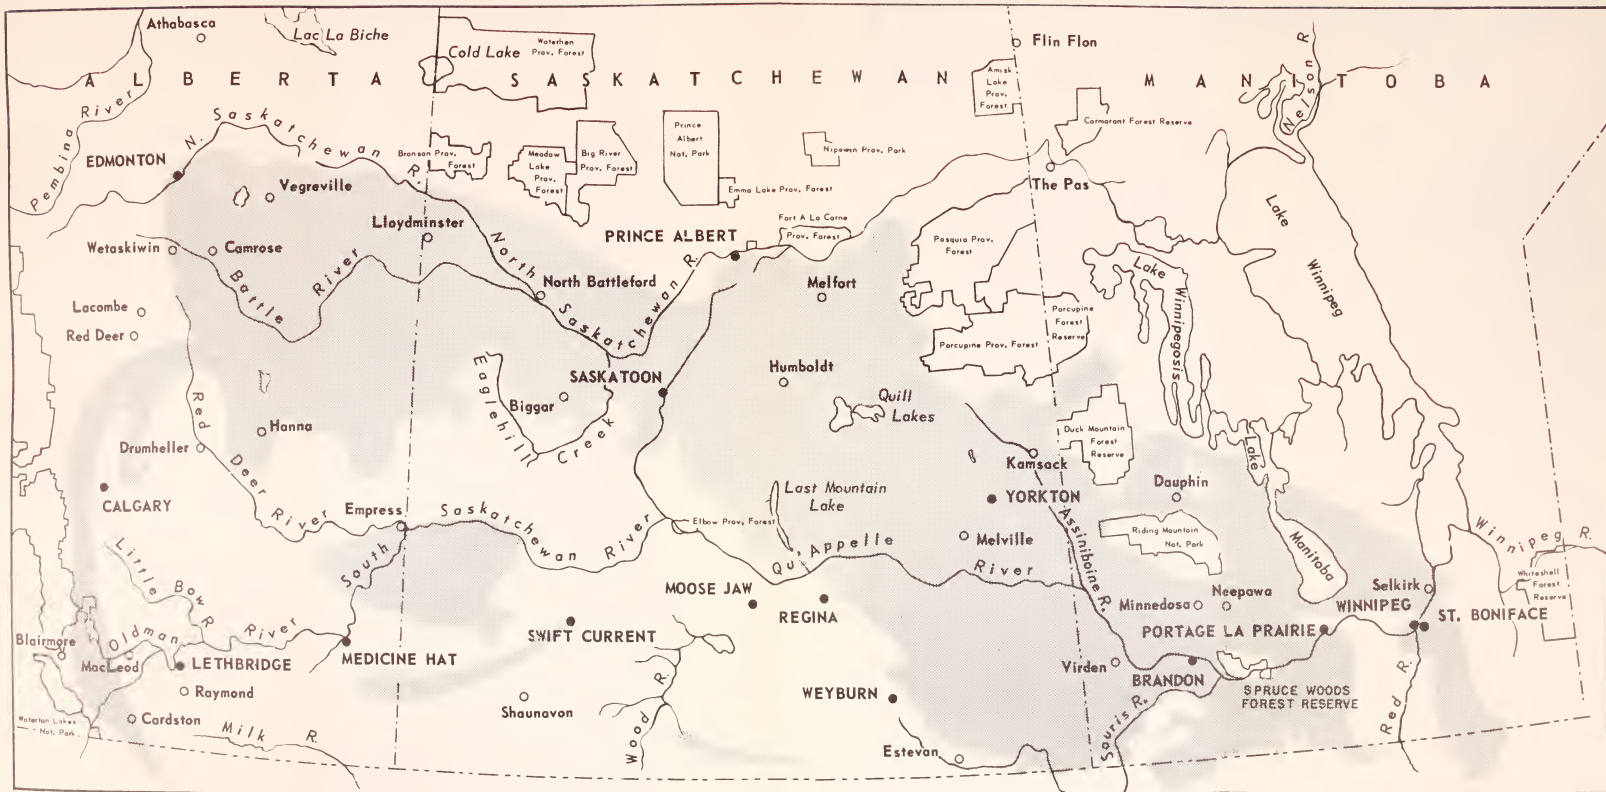 Athabasca
Lac La Biche
Cold Lake
Waterhen
Prov. Forest
Flin Flon
Nelson R
ALBERTA
SASKATCHEWAN
MANITOBA
Amisk
Lake
Prov.
Forest
Cormorant Forest Reserve
Pembina River
EDMONTON
N. Saskatchewan R.
Bronson Prov.
Forest
Meadow
Lake
Prov.
Forest
Big River
Prov. Forest
Prince
Albert
Nat. Park
Nipawin Prov. Park
Emma Lake Prov. Forest
The Pas
Vegreville
Lloydminster
Fort A La Corne
Prov. Forest
PRINCE ALBERT
Wetaskiwin
Camrose
Battle River
North Saskatchewan R.
North Battleford
Melfort
Pasquia Prov.
Forest
Lake
Winnipegosis
Lake
Winnipeg
Lacombe
Red Deer
Porcupine
Forest
Reserve
Porcupine Prov. Forest
Eaglehill Creek
SASKATOON
Biggar
Humboldt
Quill
Lakes
Red Deer River
Hanna
Drumheller
Duck Mountain
Forest
Reserve
Kamsack
Lake
Manitoba
CALGARY
Empress
South Saskatchewan River
Last Mountain
Lake
YORKTON
Dauphin
Elbow Prov. Forest
Qu'Appelle River
Melville
Assiniboine R.
Riding Mountain
Nat. Park
Winnipeg R.
Whiteshell
Forest
Reserve
Little Bow R.
MOOSE JAW
REGINA
Minnedosa
Neepawa
Selkirk
WINNIPEG
ST. BONIFACE
Blairmore
Oldman River
MacLeod
LETHBRIDGE
MEDICINE HAT
SWIFT CURRENT
PORTAGE LA PRAIRIE
Virden
BRANDON
Raymond
Cardston
Waterton Lakes
Nat. Park
Milk R.
Shaunavon
Wood R.
WEYBURN
Estevan
Souris R.
SPRUCE WOODS
FOREST RESERVE
Red R.